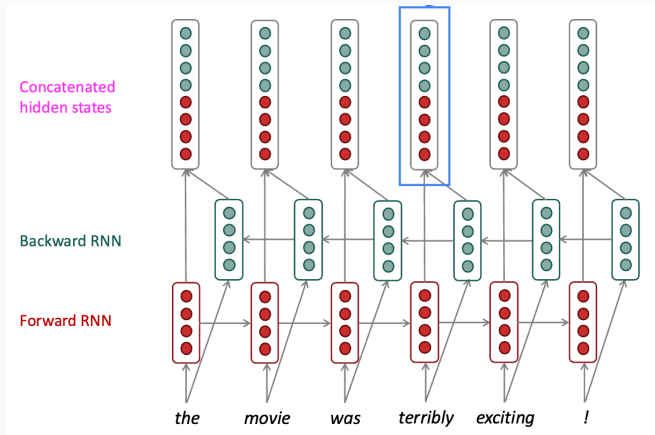 Concatenated
hidden states
Backward RNN
Forward RNN
the movie was terribly exciting !